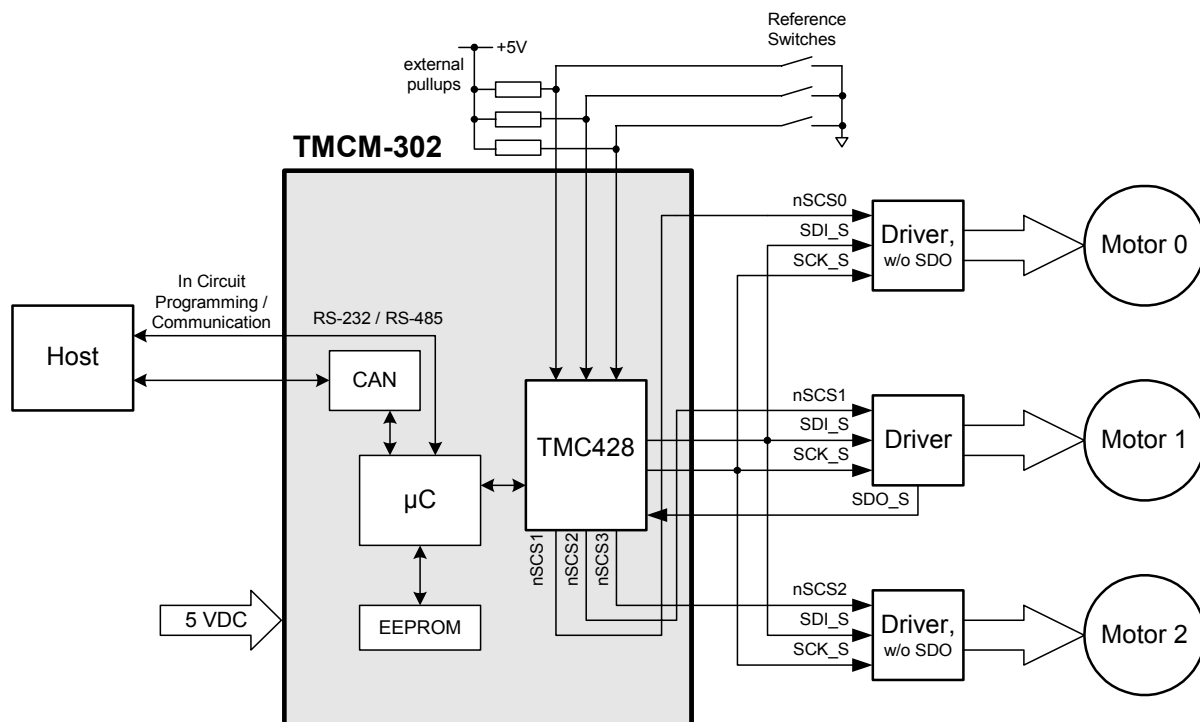 Reference
Switches
+5V
external
pullups
TMCM-302
nSCS0
SDI_S
SCK_S
Driver,
w/o SDO
Motor 0
In Circuit
Programming /
Communication
RS-232 / RS-485
Host
CAN
nSCS1
SDI_S
SCK_S
Driver
Motor 1
TMC428
SDO_S
µC
nSCS1
nSCS2
nSCS3
5 VDC
EEPROM
nSCS2
SDI_S
SCK_S
Driver,
w/o SDO
Motor 2